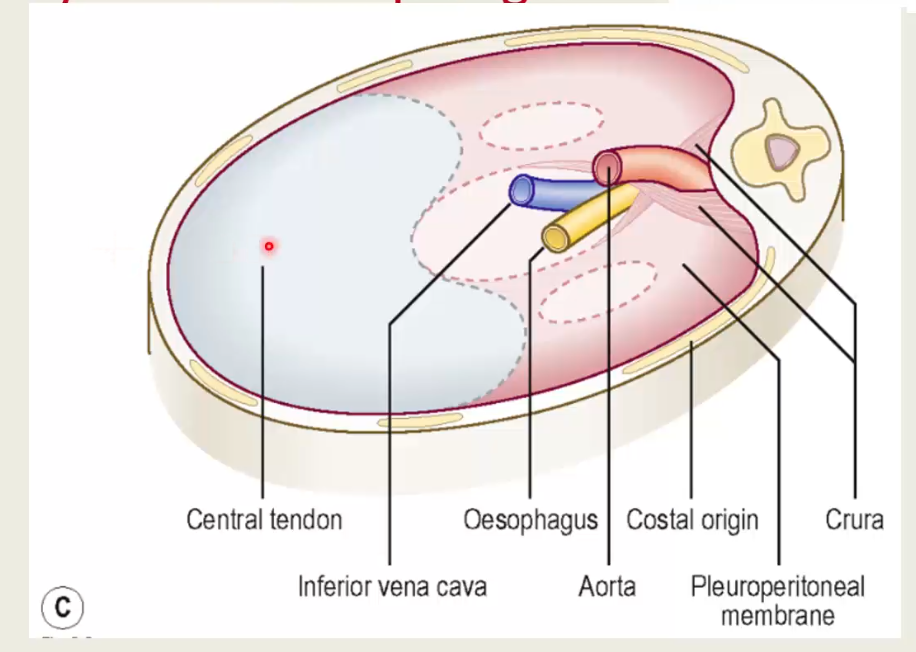 Central tendon
Oesophagus
Costal origin
Crura
Inferior vena cava
Aorta
Pleuroperitoneal
membrane
C